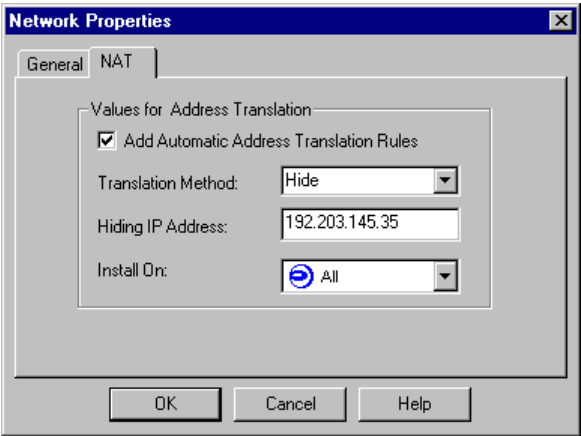 Network Properties
General NAT
Values for Address Translation
Add Automatic Address Translation Rules
Translation Method: Hide
Hiding IP Address: 192.203.145.35
Install On: All
OK Cancel Help